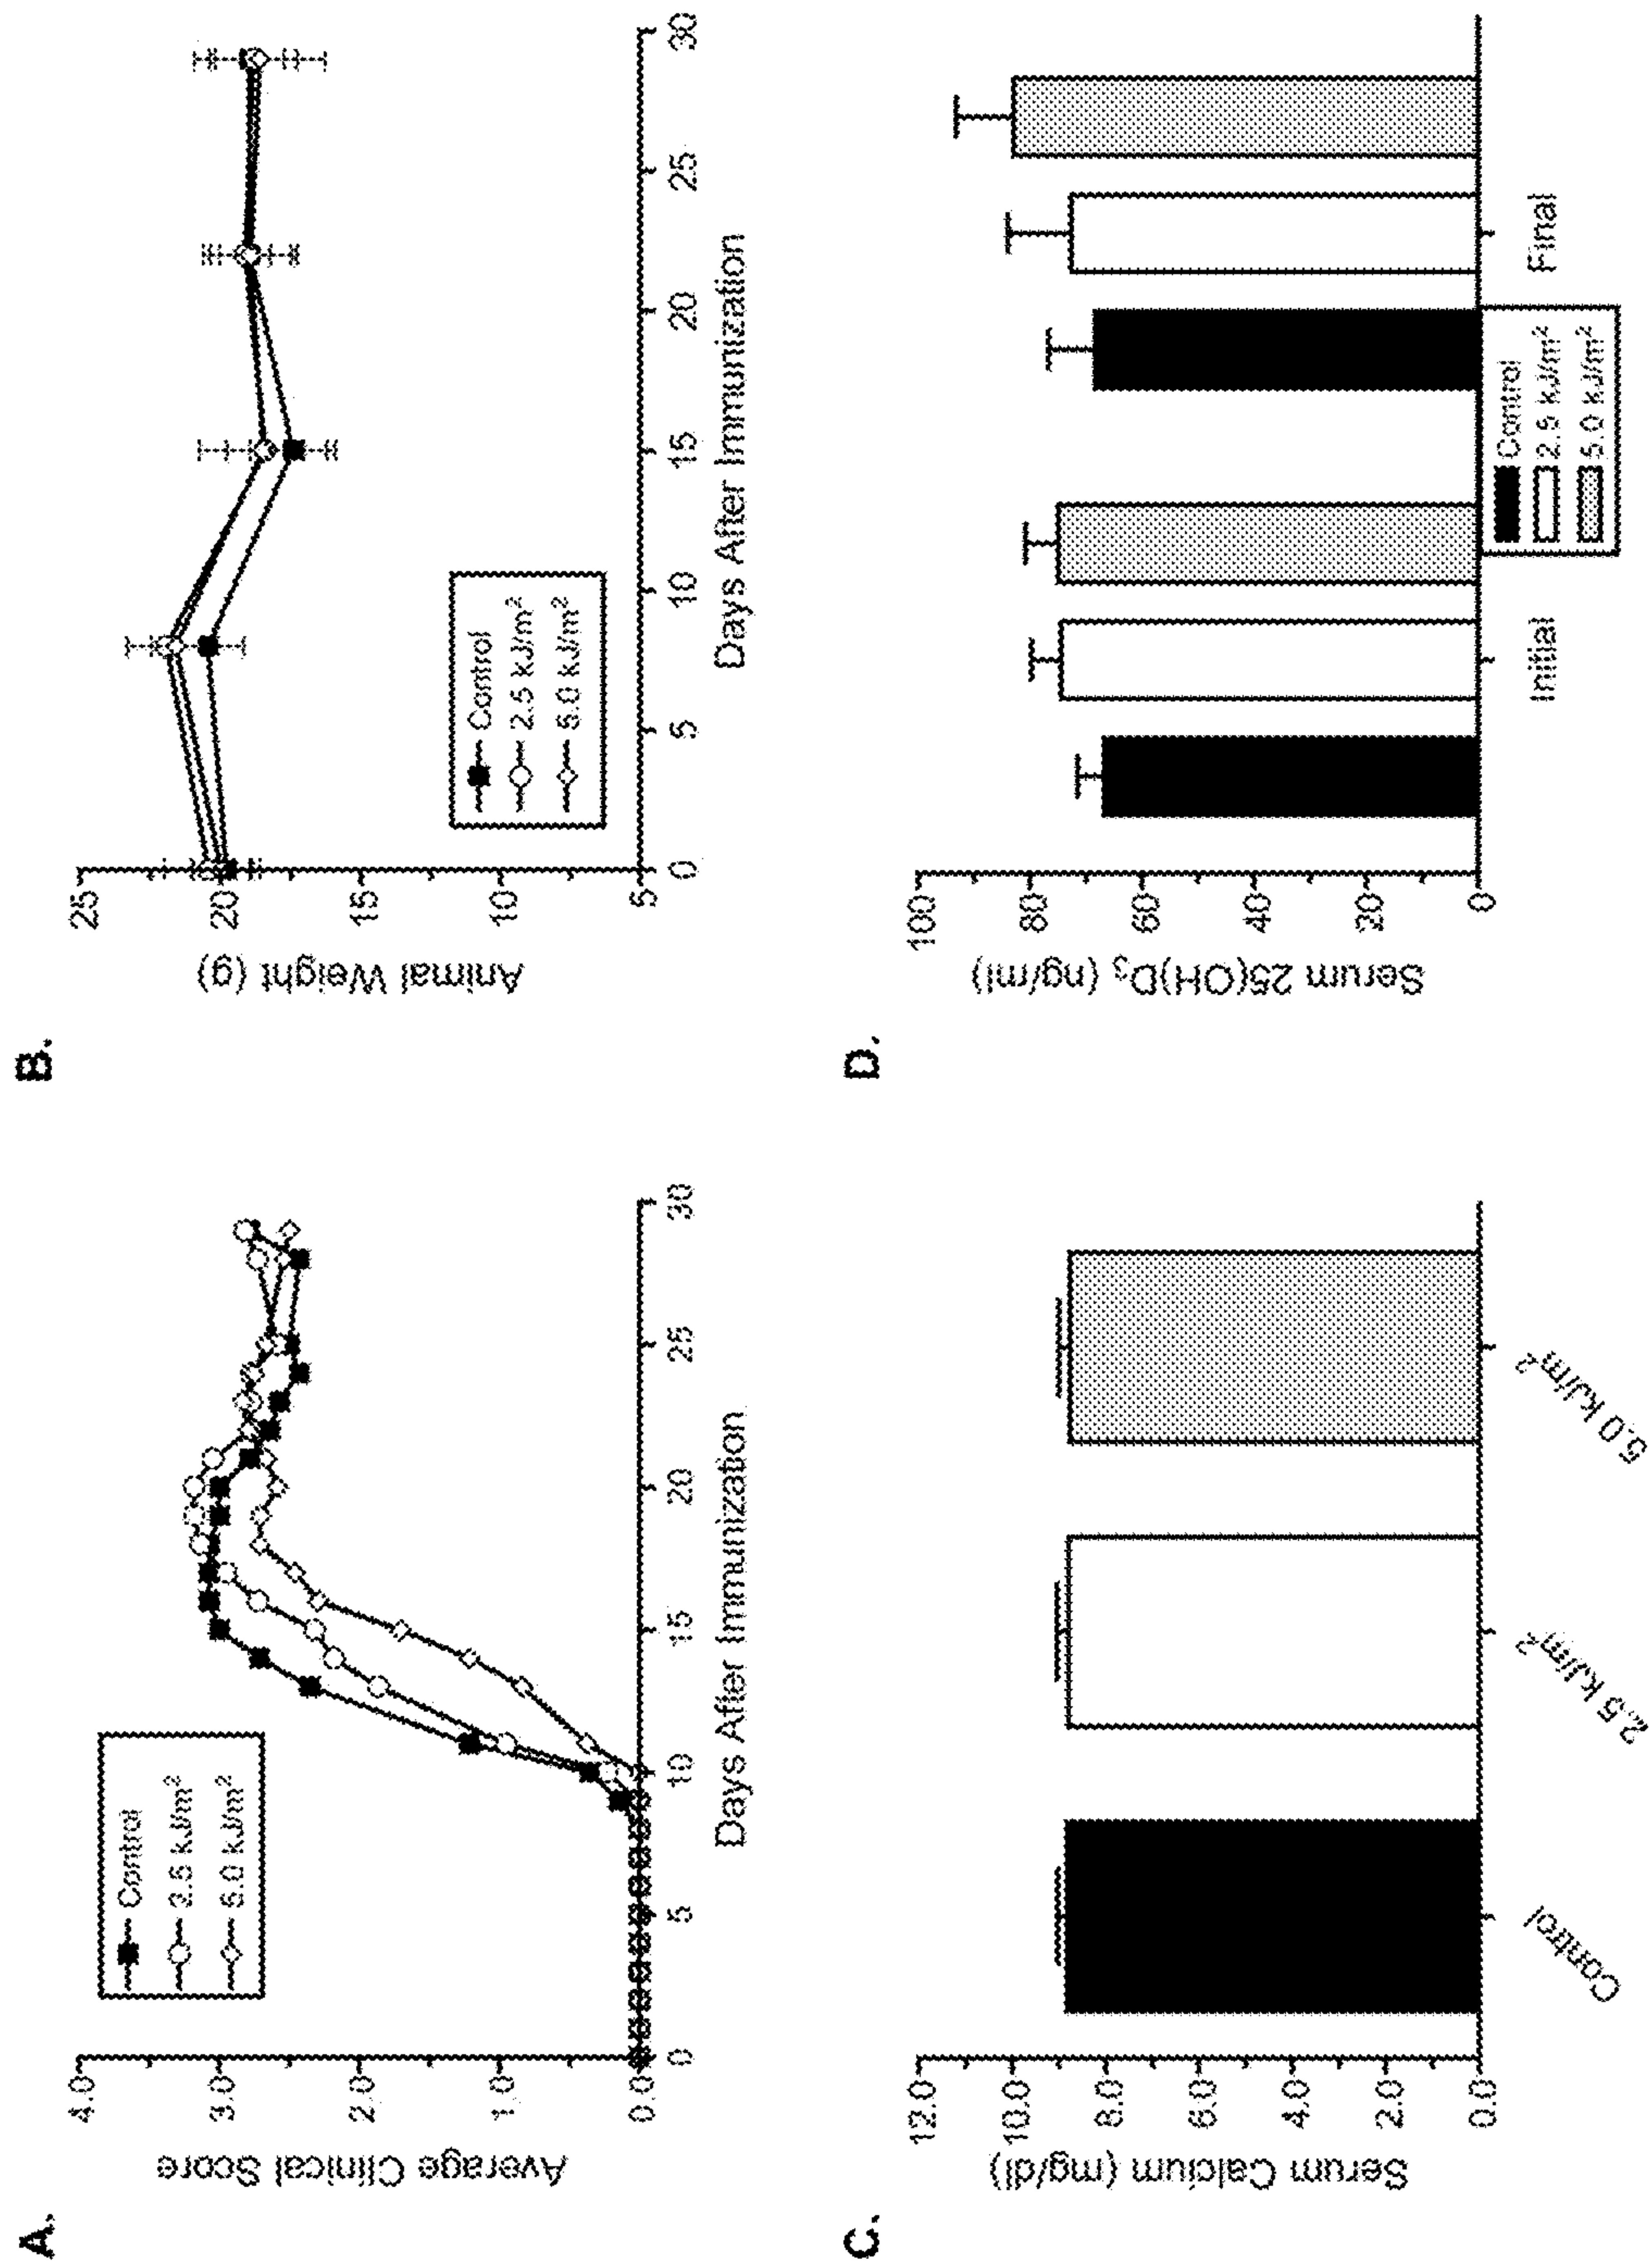 A.
Average Clinical Score
4.0
3.0
2.0
1.0
0.0
Control
2.5 kJ/m²
5.0 kJ/m²
0 5 10 15 20 25 30
Days After Immunization
B.
Animal Weight (g)
25
20
15
10
5
Control
2.5 kJ/m²
5.0 kJ/m²
0 5 10 15 20 25 30
Days After Immunization
C.
Serum Calcium (mg/dl)
12.0
10.0
8.0
6.0
4.0
2.0
0.0
Control 2.5 kJ/m² 5.0 kJ/m²
D.
Serum 25(OH)D₃ (ng/ml)
100
80
60
40
20
0
Initial Final
Control
2.5 kJ/m²
5.0 kJ/m²